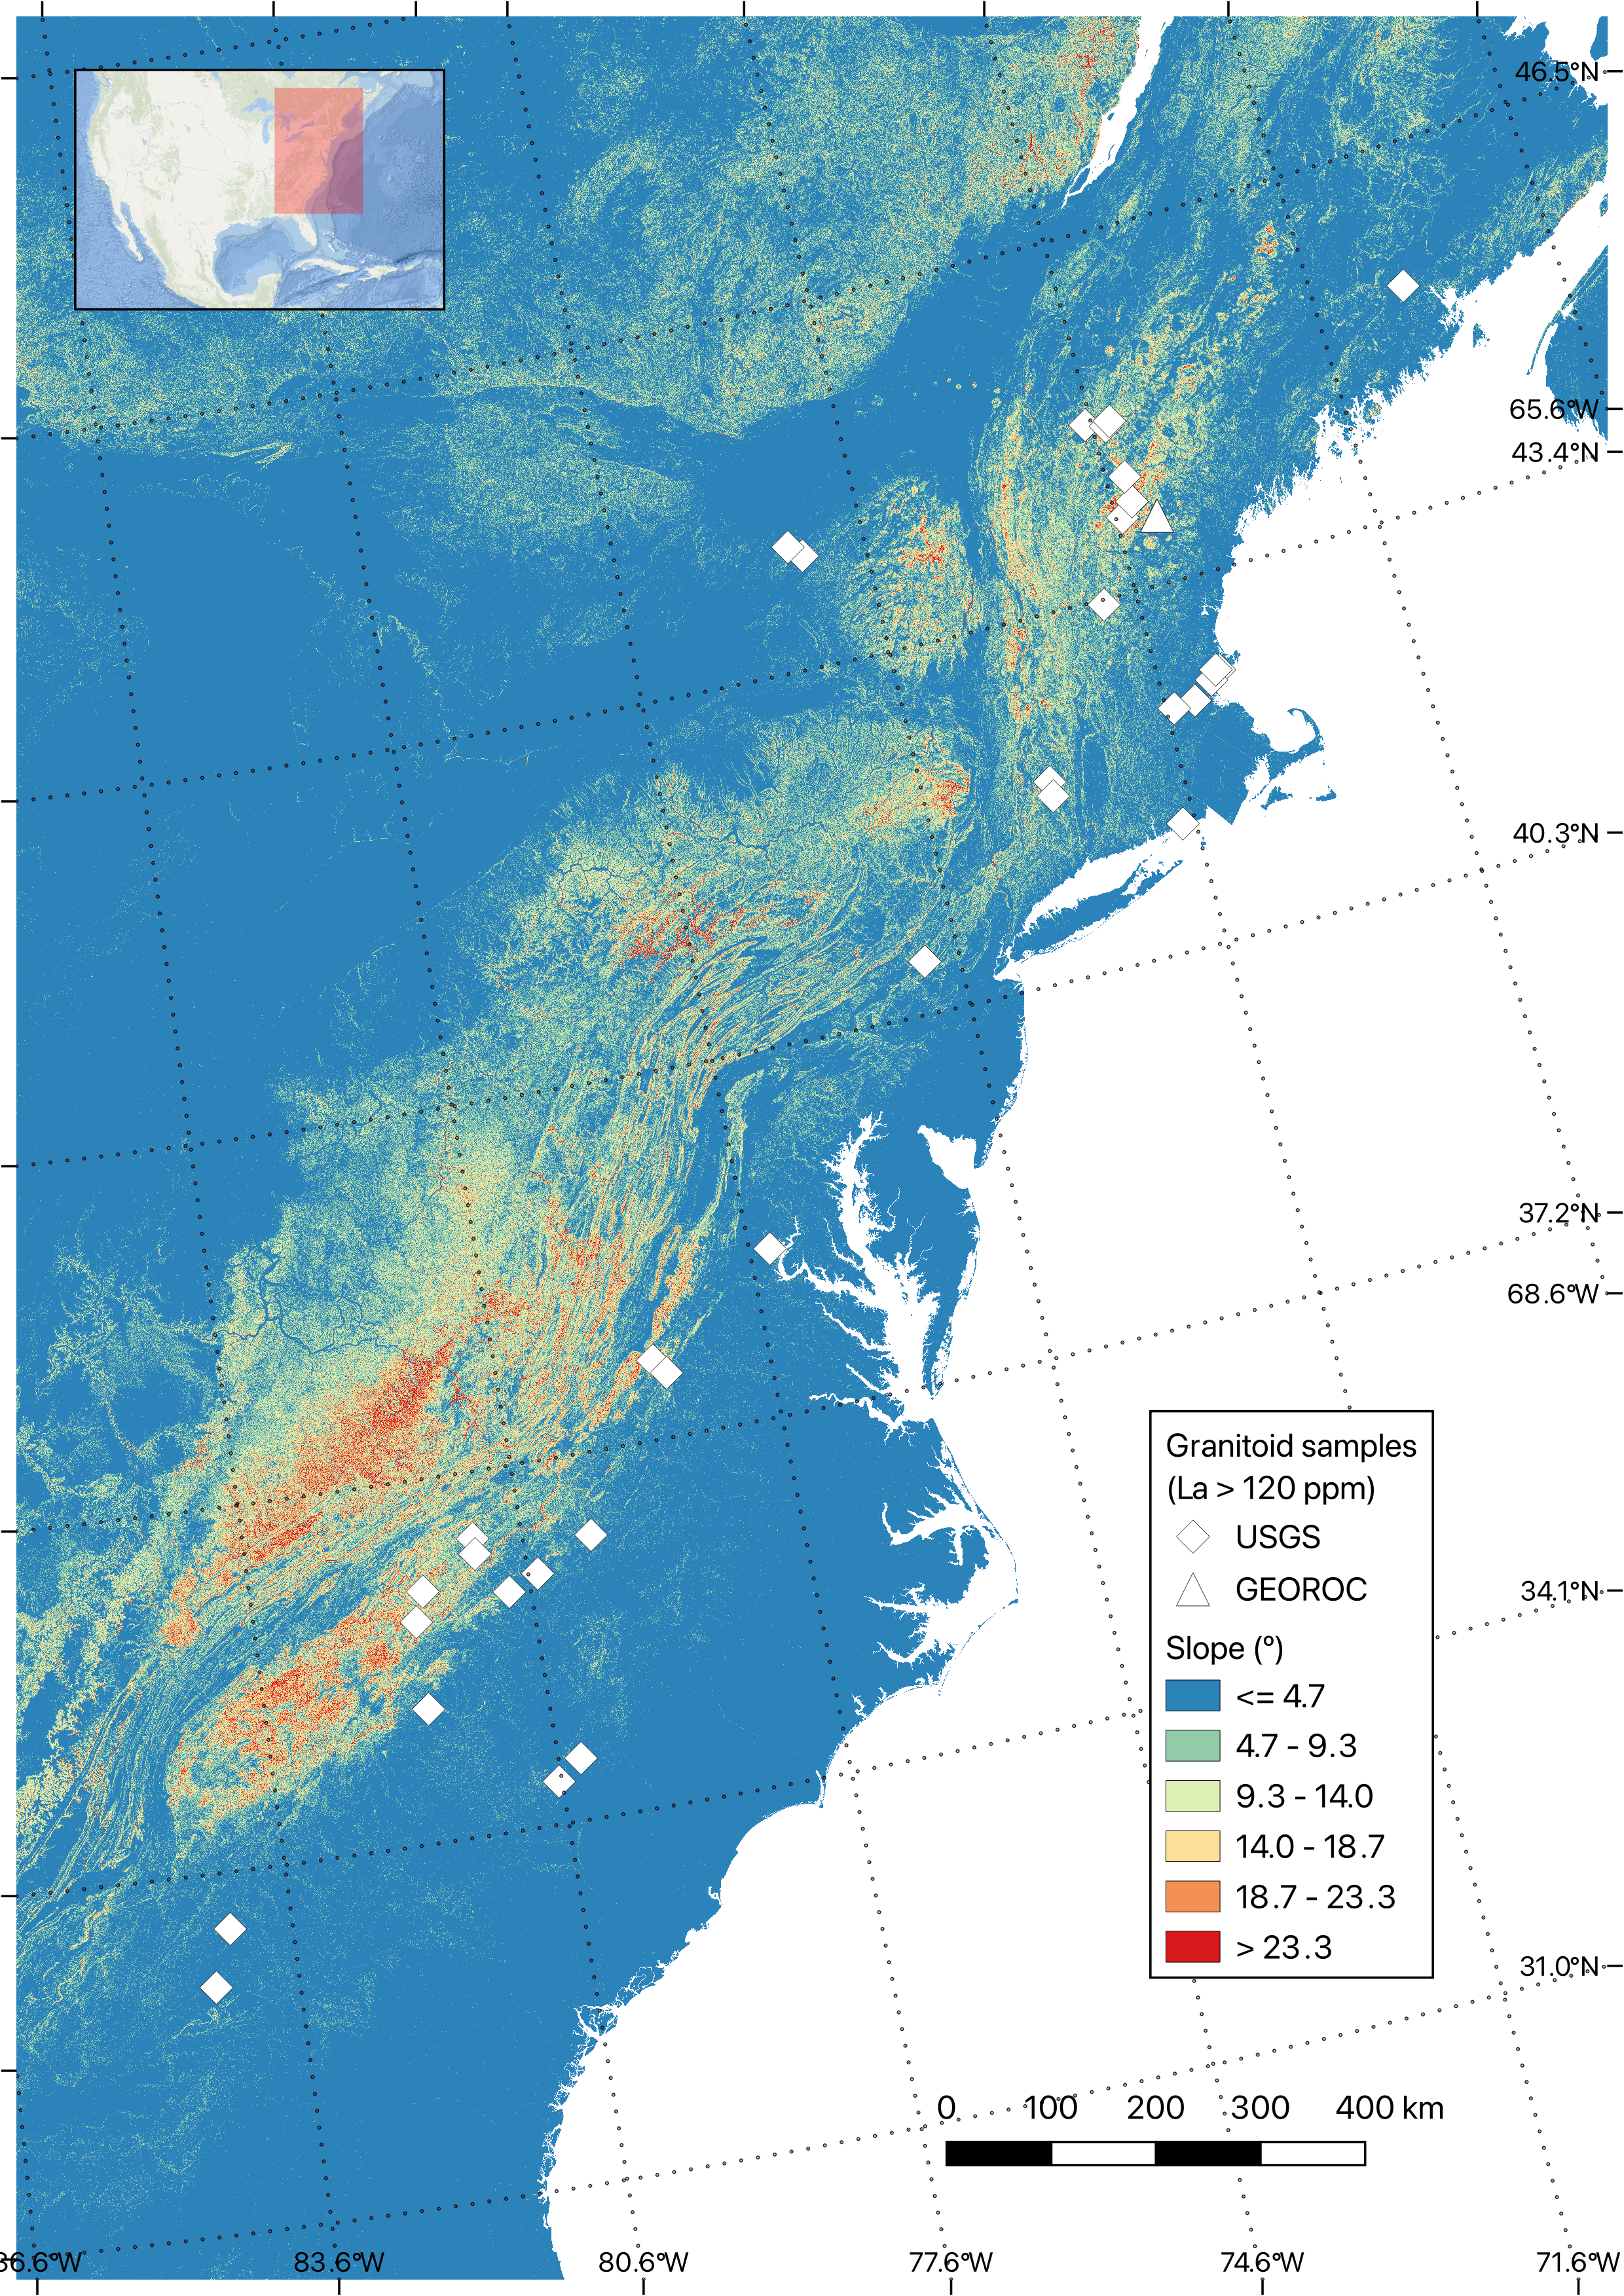 46.5°N
65.6°W
43.4°N
40.3°N
37.2°N
68.6°W
Granitoid samples
(La > 120 ppm)
USGS
GEOROC
Slope (º)
<= 4.7
4.7 - 9.3
9.3 - 14.0
14.0 - 18.7
18.7 - 23.3
> 23.3
34.1°N
31.0°N
0 100 200 300 400 km
36.6°W 83.6°W 80.6°W 77.6°W 74.6°W 71.6°W